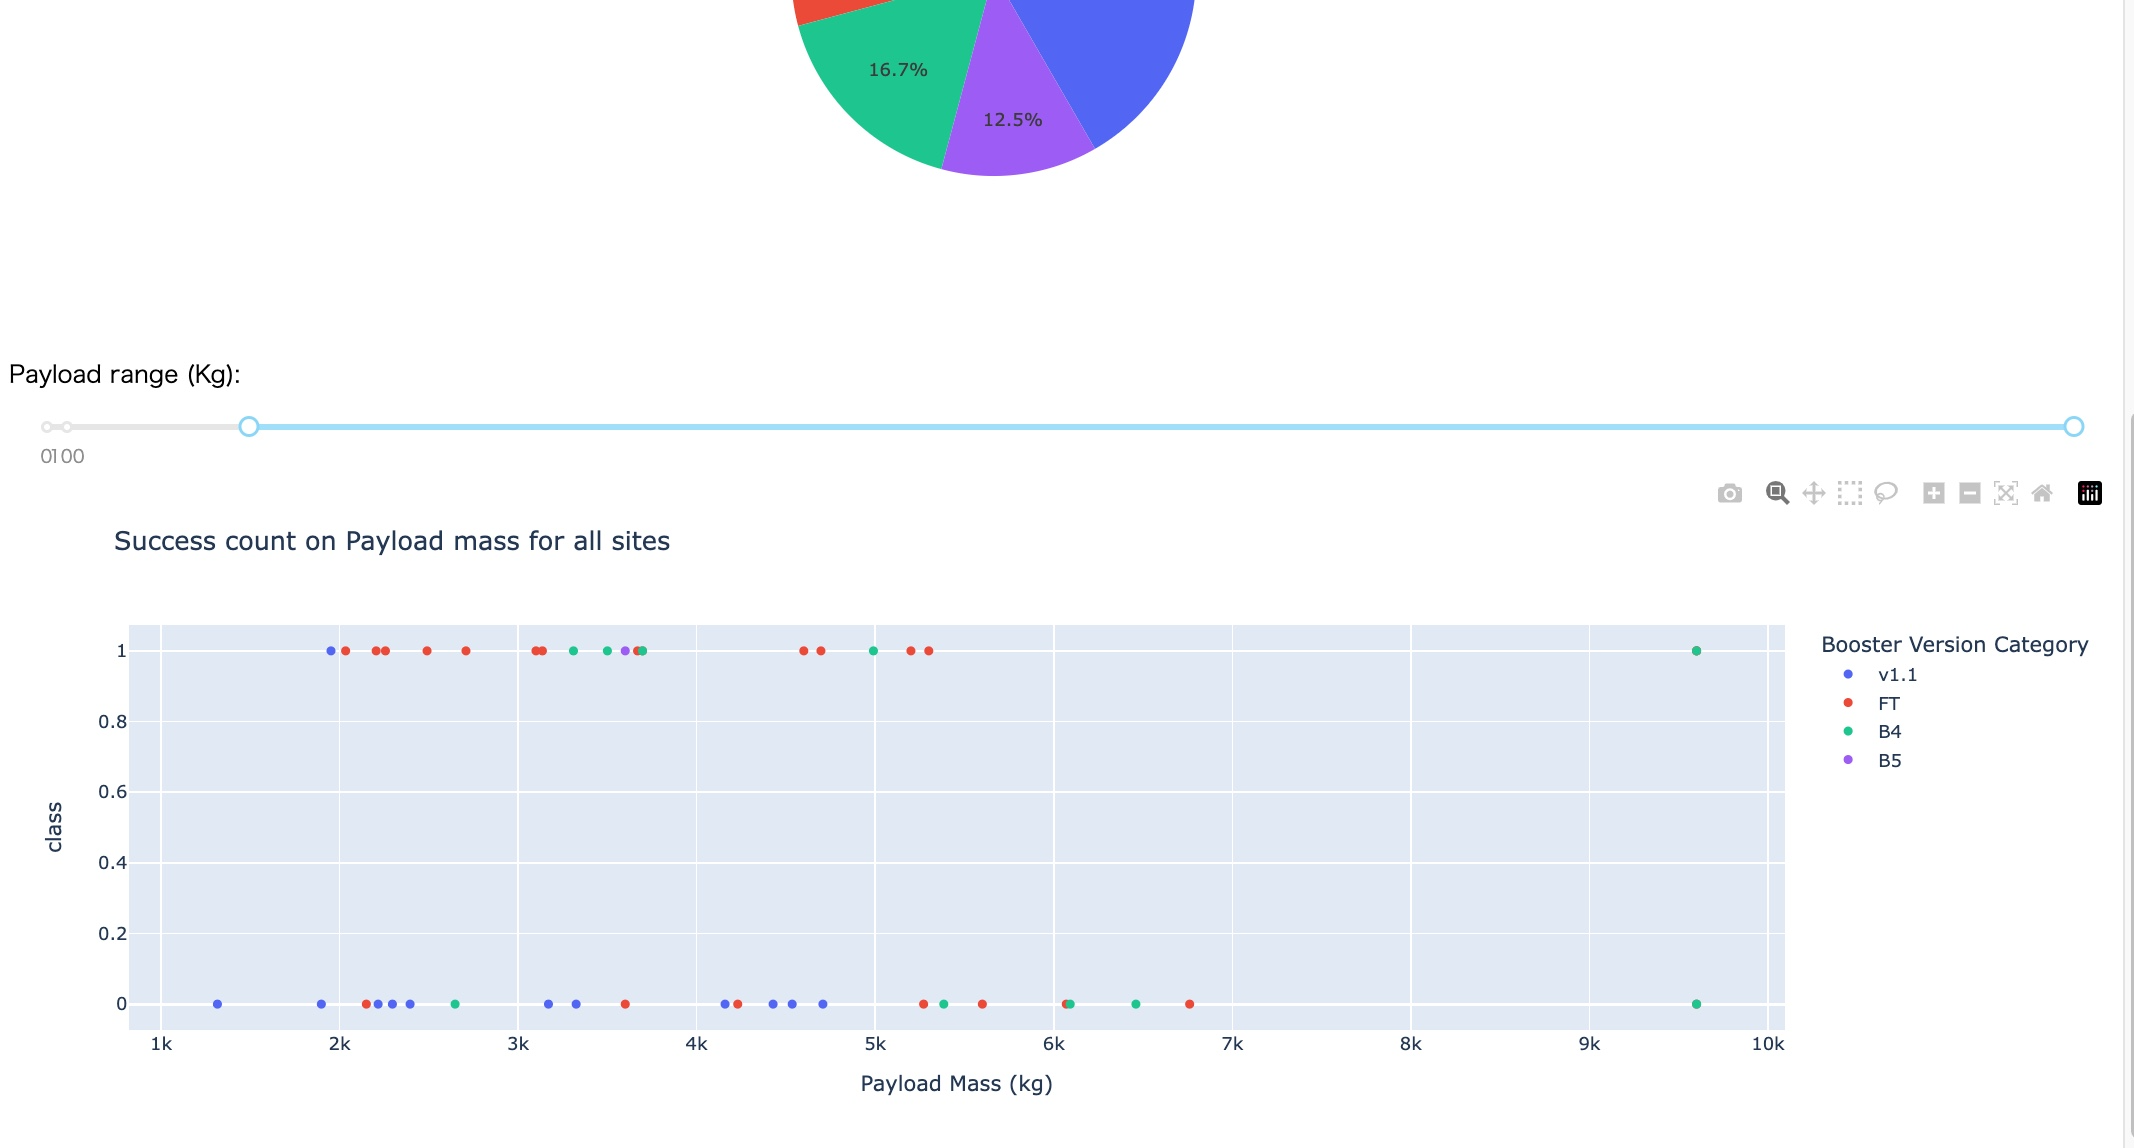 16.7%
12.5%
Payload range (Kg):
0100
Success count on Payload mass for all sites
1
0.8
0.6
0.4
0.2
0
class
1k 2k 3k 4k 5k 6k 7k 8k 9k 10k
Payload Mass (kg)
Booster Version Category
v1.1
FT
B4
B5